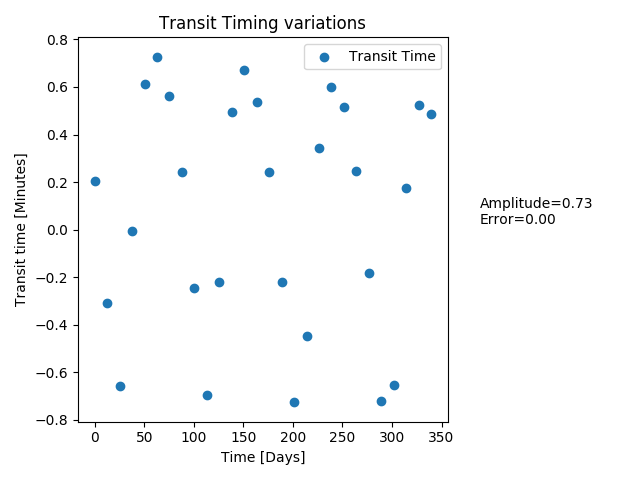 Transit Timing variations
Transit Time
Transit time [Minutes]
0.8
0.6
0.4
0.2
0.0
−0.2
−0.4
−0.6
−0.8
0 50 100 150 200 250 300 350
Time [Days]
Amplitude=0.73
Error=0.00